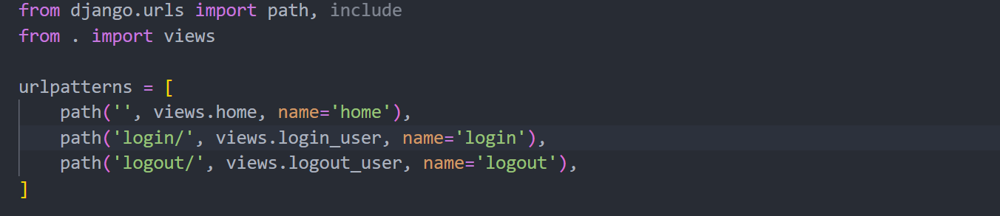 from django.urls import path, include
from . import views
urlpatterns = [
    path('', views.home, name='home'),
    path('login/', views.login_user, name='login'),
    path('logout/', views.logout_user, name='logout'),
]